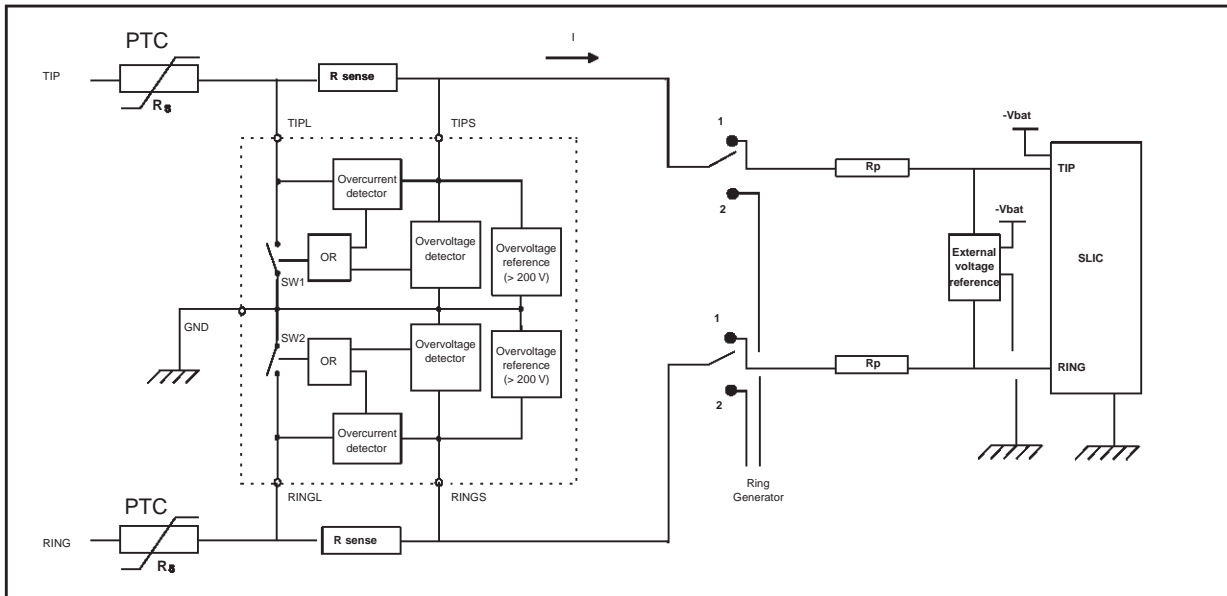 PTC
TIP
Rs
R sense
I
TIPL
TIPS
Overcurrent
detector
OR
SW1
Overvoltage
detector
Overvoltage
reference
(> 200 V)
GND
SW2
OR
Overvoltage
detector
Overvoltage
reference
(> 200 V)
Overcurrent
detector
RINGL
RINGS
PTC
RING
Rs
R sense
1
2
Rp
1
2
Rp
Ring
Generator
-Vbat
-Vbat
External
voltage
reference
TIP
SLIC
RING